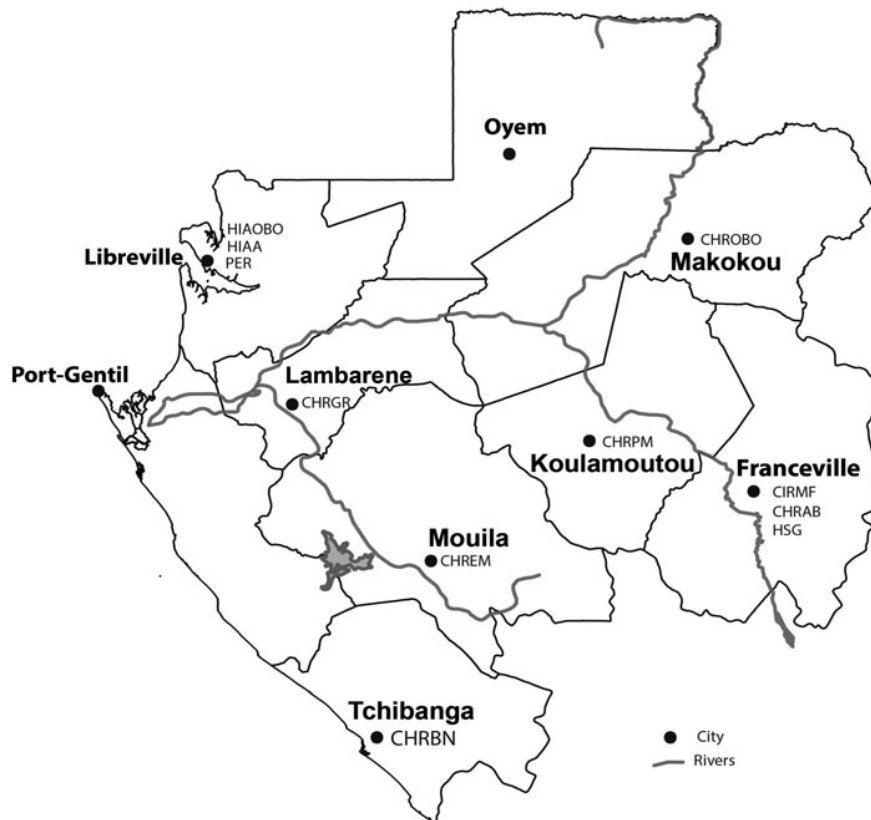 Oyem
HIAOBO
HIAA
Libreville
PER
CHROBO
Makokou
Port-Gentil
Lambarene
CHRGR
CHRPM
Koulamoutou
Franceville
CIRMF
CHRAB
HSG
Mouila
CHREM
Tchibanga
CHRBN
City
Rivers